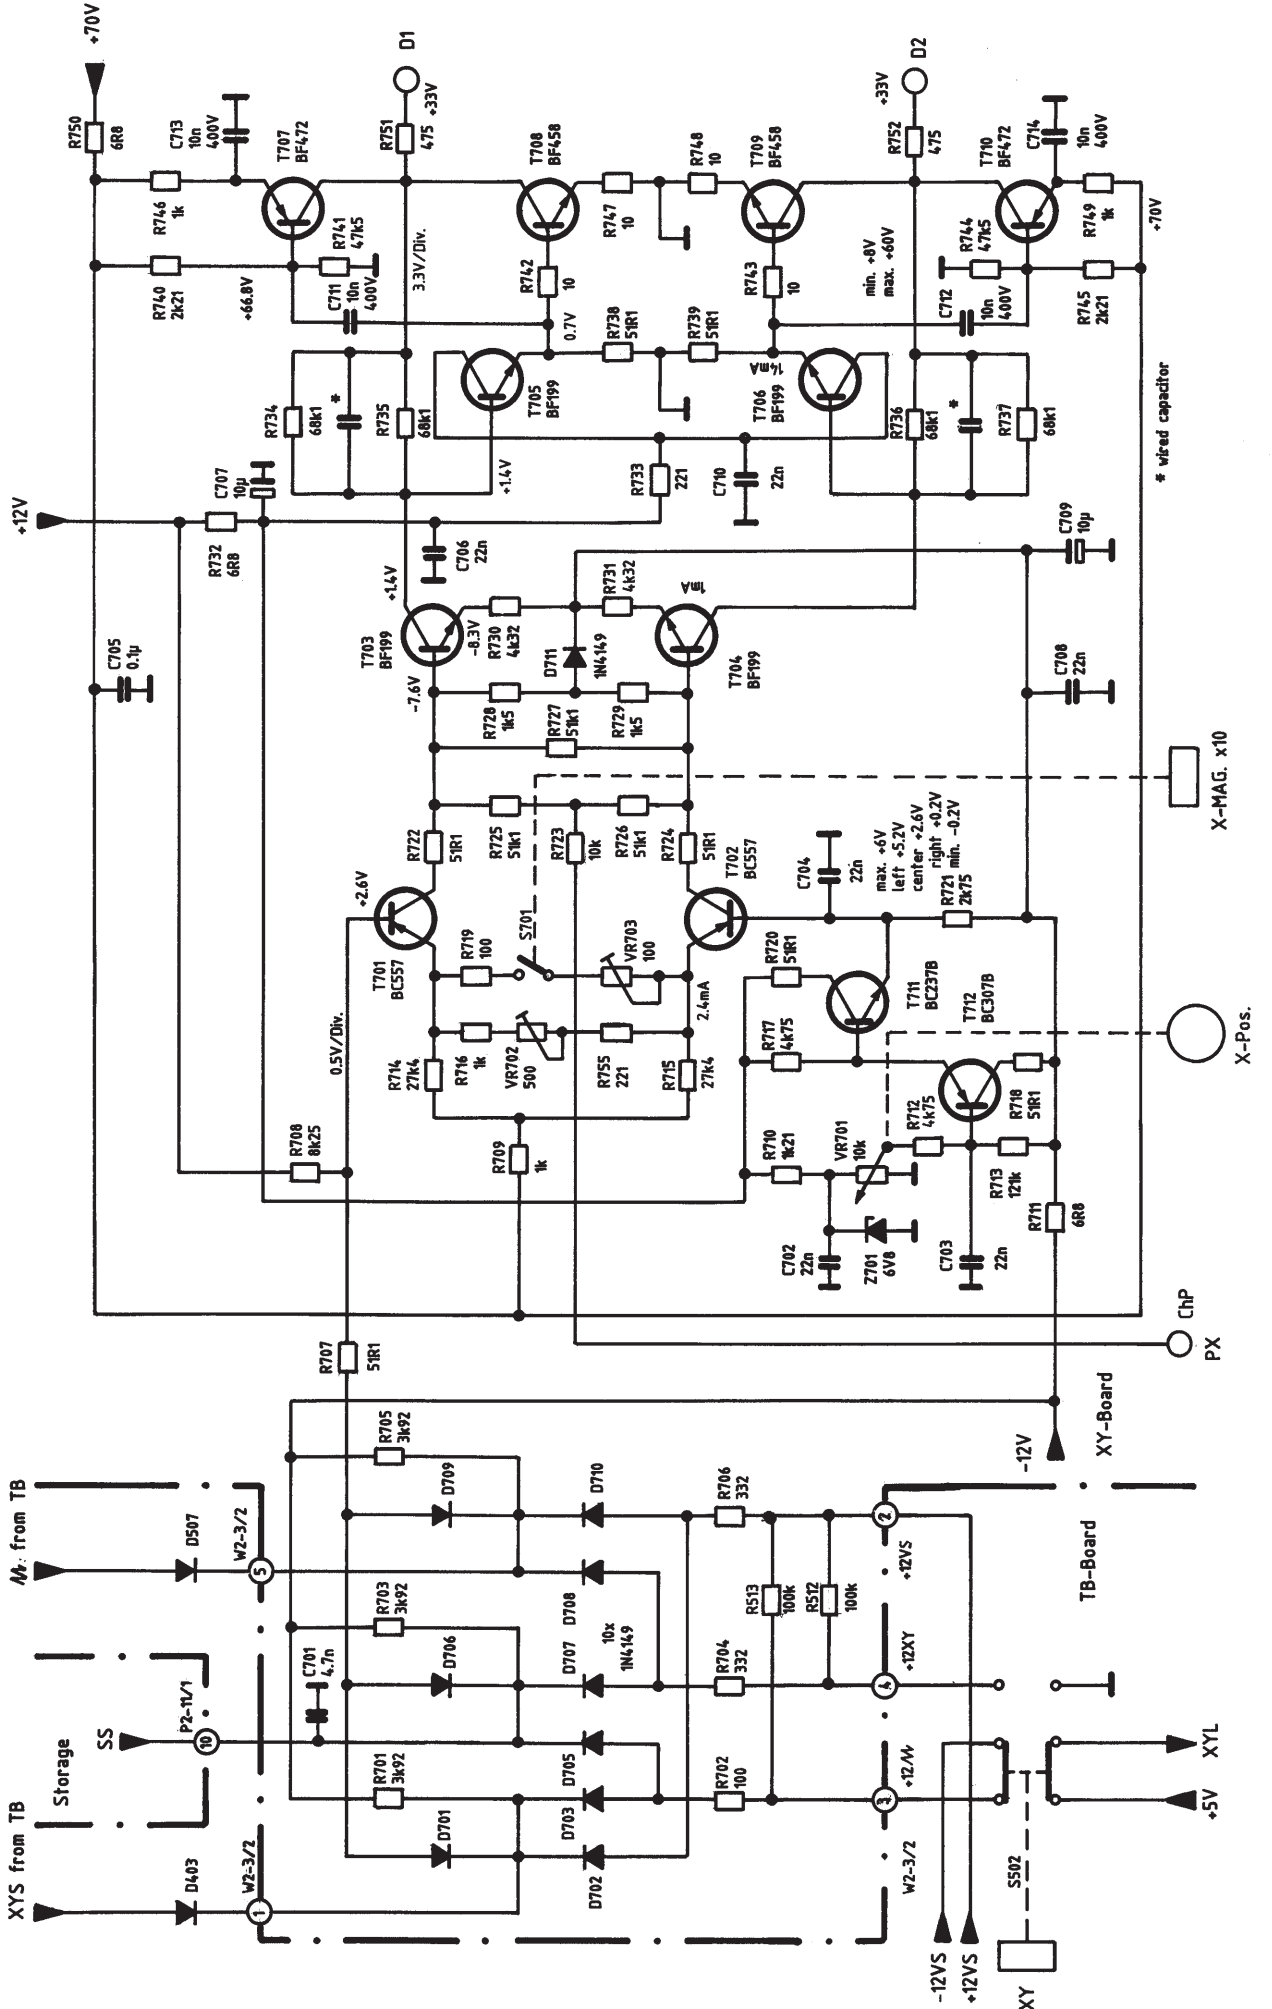 +70V
R750
6R8
C713
10n
400V
T707
BF472
R746
1k
R741
47k5
R740
2k21
+66.8V
C711
10n
400V
D1
+33V
R751
475
3.3V/Div.
T708
BF458
R747
10
R748
10
T709
BF458
R742
10
0.7V
R738
51R1
R739
51R1
R743
10
D2
+33V
R752
475
T710
BF472
C714
10n
400V
min. +8V
max. +60V
R744
47k5
R749
1k
C712
10n
400V
R745
2k21
+70V
R734
68k1
*
R735
68k1
T705
BF199
+1.4V
14mA
T706
BF199
R733
221
C710
22n
R736
68k1
*
R737
68k1
* wired capacitor
+12V
C707
10µ
R732
6R8
C706
22n
+1.4V
C709
10µ
C705
0.1µ
T703
BF199
-8.3V
R730
4k32
D711
1N4149
R731
4k32
1mA
T704
BF199
-7.6V
R728
1k5
R727
51k1
R729
1k5
C708
22n
X-MAG. x10
R722
51R1
R725
51k1
R723
10k
R726
51k1
R724
51R1
T702
BC557
+2.6V
T701
BC557
R719
100
S701
VR703
100
2.4mA
C704
22n
max. +6V
left +5.2V
center +2.6V
right +0.2V
min. -0.2V
R721
2k75
R720
51R1
T711
BC237B
T712
BC307B
0.5V/Div.
R714
27k4
R716
1k
VR702
500
R755
221
R715
27k4
R717
4k75
X-Pos.
R712
4k75
R718
51R1
R708
8k25
R709
1k
R710
1k21
VR701
10k
R713
121k
R711
6R8
C702
22n
Z701
6V8
C703
22n
R707
51R1
ChP
PX
XY-Board
-12V
R705
3k92
D709
D710
R706
332
from TB
D507
W2-3/2
5
R703
3k92
D706
D708
D707
10x
1N4149
R513
100k
R512
100k
2
+12VS
TB-Board
C701
4.7n
R704
332
4
+12XY
Storage
SS
P2-11/1
10
R701
3k92
D705
D703
R702
100
3
+12
W2-3/2
XYL
+5V
XYS from TB
D403
W2-3/2
1
D701
D702
S502
-12VS
+12VS
XY